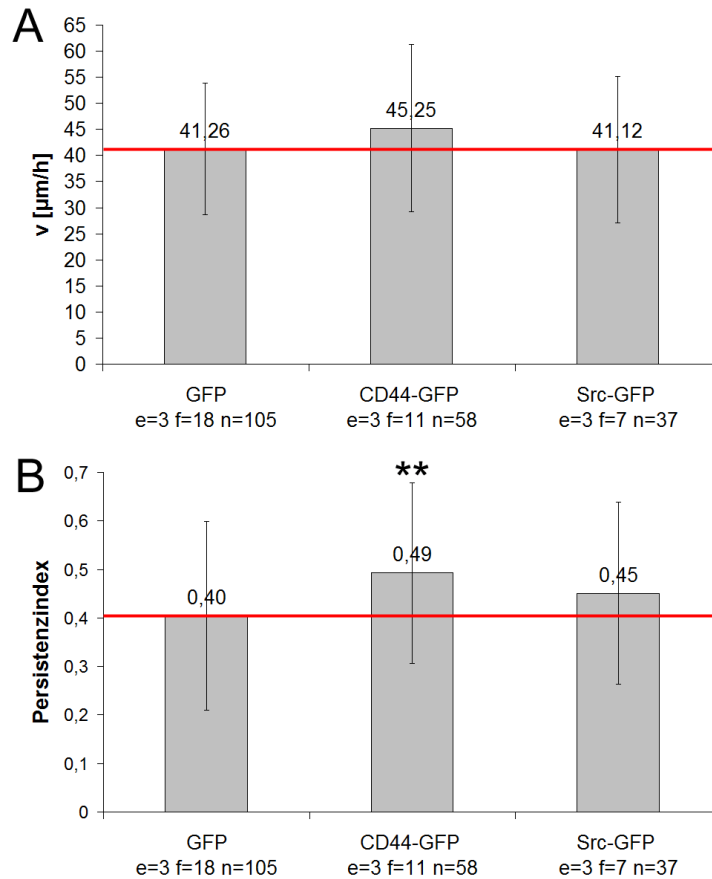 A
65
60
55
50
45
40
35
30
25
20
15
10
5
0
v [µm/h]
41,26
45,25
41,12
GFP
e=3 f=18 n=105
CD44-GFP
e=3 f=11 n=58
Src-GFP
e=3 f=7 n=37
B
0,7
0,6
0,5
0,4
0,3
0,2
0,1
0
Persistenzindex
**
0,40
0,49
0,45
GFP
e=3 f=18 n=105
CD44-GFP
e=3 f=11 n=58
Src-GFP
e=3 f=7 n=37